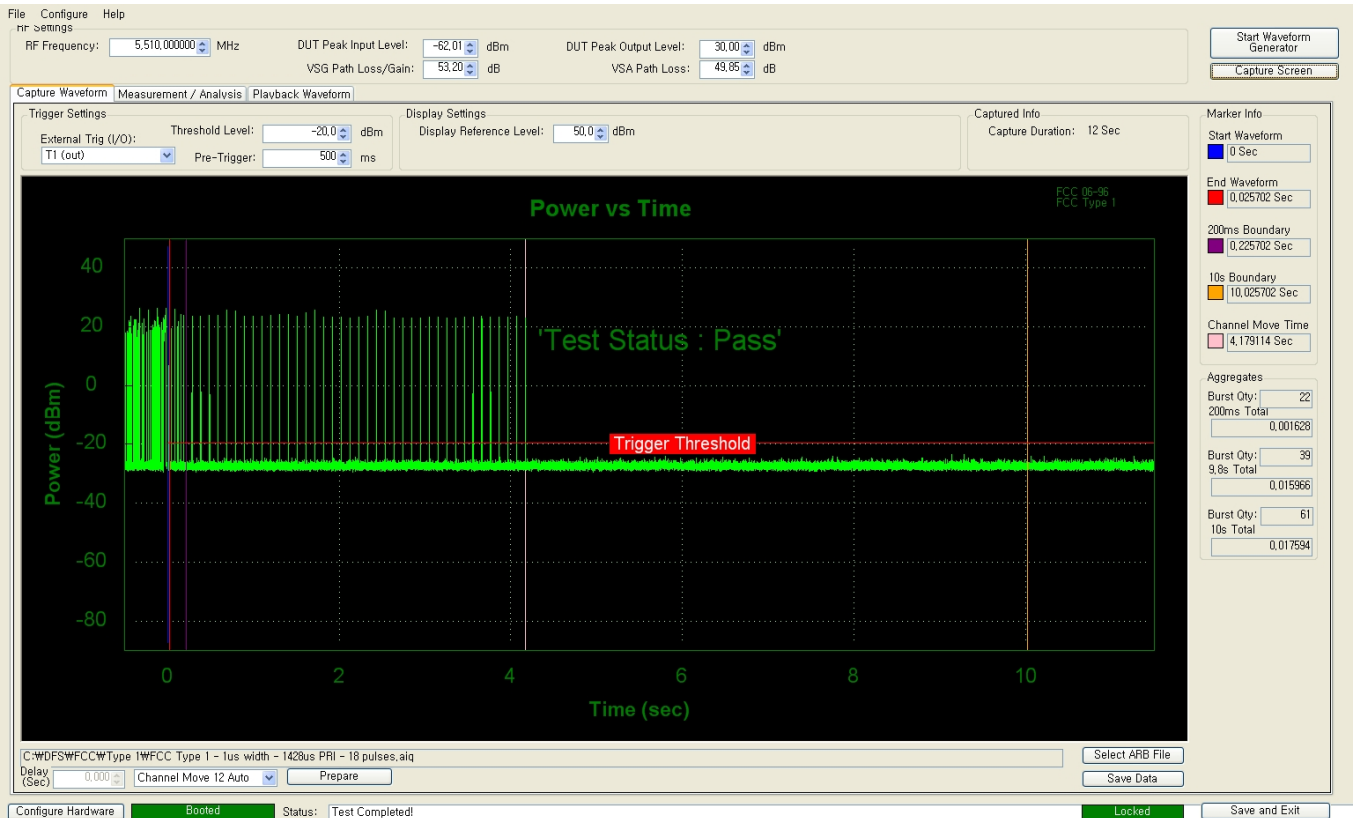 File Configure Help
RF Settings
RF Frequency: 5,510,000000 MHz DUT Peak Input Level: -62,01 dBm DUT Peak Output Level: 30,00 dBm
VSG Path Loss/Gain: 53,20 dB VSA Path Loss: 49,85 dB
Start Waveform
Generator
Capture Screen
Capture Waveform Measurement / Analysis Playback Waveform
Trigger Settings
External Trig (I/O):
T1 (out)
Threshold Level: -20,0 dBm
Pre-Trigger: 500 ms
Display Settings
Display Reference Level: 50,0 dBm
Captured Info
Capture Duration: 12 Sec
Marker Info
Start Waveform
0 Sec
End Waveform
0,025702 Sec
200ms Boundary
0,225702 Sec
10s Boundary
10,025702 Sec
Channel Move Time
4,179114 Sec
Aggregates
Burst Qty: 22
200ms Total
0,001628
Burst Qty: 39
9,8s Total
0,015966
Burst Qty: 61
10s Total
0,017594
FCC 06-96
FCC Type 1
Power vs Time
'Test Status : Pass'
Trigger Threshold
Power (dBm)
40
20
0
-20
-40
-60
-80
0 2 4 6 8 10
Time (sec)
C:₩DFS₩FCC₩Type 1₩FCC Type 1 - 1us width - 1428us PRI - 18 pulses,aiq
Select ARB File
Delay
(Sec) 0,000 Channel Move 12 Auto Prepare
Save Data
Configure Hardware Booted Status: Test Completed! Locked Save and Exit